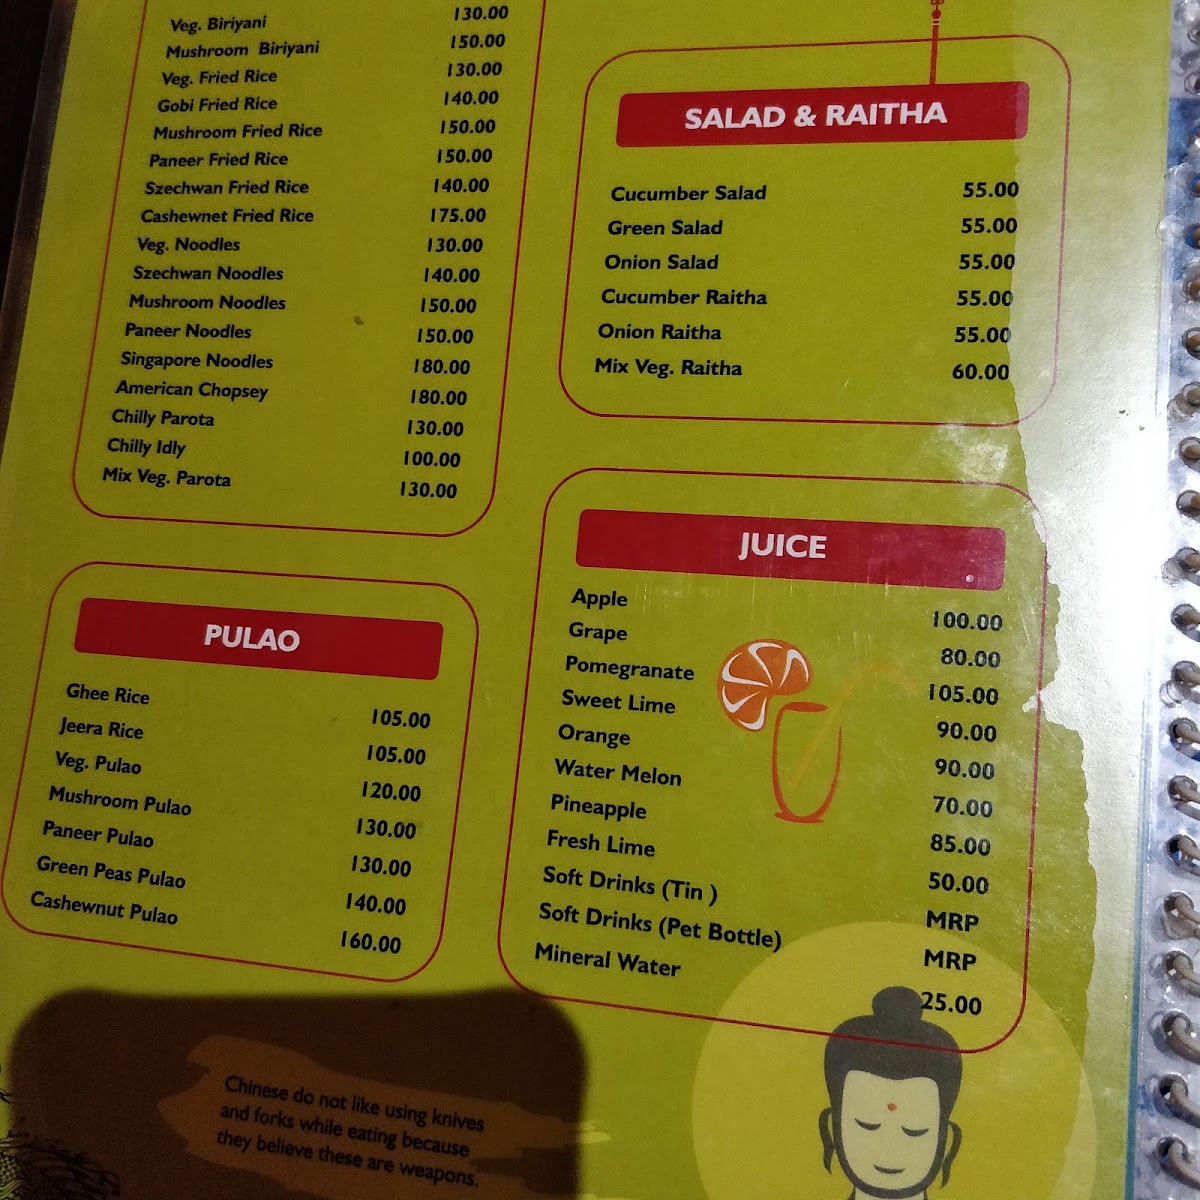 Veg. Biriyani 130.00
Mushroom Biriyani 150.00
Veg. Fried Rice 130.00
Gobi Fried Rice 140.00
Mushroom Fried Rice 150.00
Paneer Fried Rice 150.00
Szechwan Fried Rice 140.00
Cashewnet Fried Rice 175.00
Veg. Noodles 130.00
Szechwan Noodles 140.00
Mushroom Noodles 150.00
Paneer Noodles 150.00
Singapore Noodles 180.00
American Chopsey 180.00
Chilly Parota 130.00
Chilly Idly 100.00
Mix Veg. Parota 130.00
PULAO
Ghee Rice 105.00
Jeera Rice 105.00
Veg. Pulao 120.00
Mushroom Pulao 130.00
Paneer Pulao 130.00
Green Peas Pulao 140.00
Cashewnut Pulao 160.00
SALAD & RAITHA
Cucumber Salad 55.00
Green Salad 55.00
Onion Salad 55.00
Cucumber Raitha 55.00
Onion Raitha 55.00
Mix Veg. Raitha 60.00
JUICE
Apple 100.00
Grape 80.00
Pomegranate 105.00
Sweet Lime 90.00
Orange 90.00
Water Melon 70.00
Pineapple 85.00
Fresh Lime 50.00
Soft Drinks (Tin ) MRP
Soft Drinks (Pet Bottle) MRP
Mineral Water 25.00
Chinese do not like using knives
and forks while eating because
they believe these are weapons.